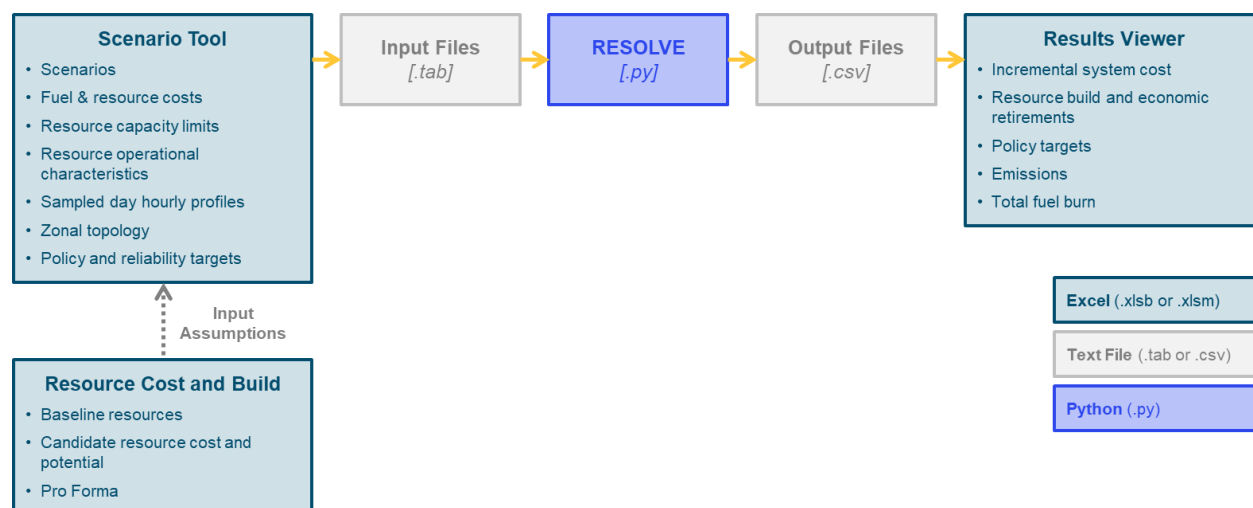 Scenario Tool
• Scenarios
• Fuel & resource costs
• Resource capacity limits
• Resource operational
characteristics
• Sampled day hourly profiles
• Zonal topology
• Policy and reliability targets
Input Files
[.tab]
RESOLVE
[.py]
Output Files
[.csv]
Results Viewer
• Incremental system cost
• Resource build and economic
retirements
• Policy targets
• Emissions
• Total fuel burn
Input
Assumptions
Resource Cost and Build
• Baseline resources
• Candidate resource cost and
potential
• Pro Forma
Excel (.xlsb or .xlsm)
Text File (.tab or .csv)
Python (.py)